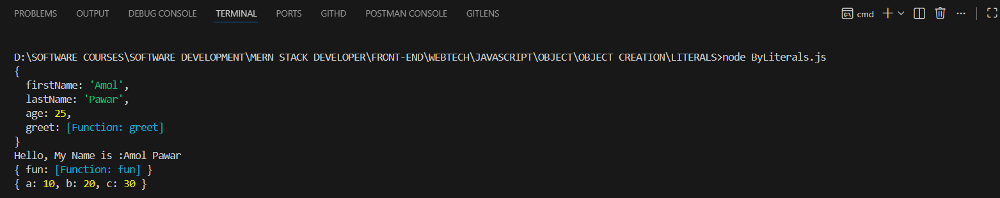 PROBLEMS OUTPUT DEBUG CONSOLE TERMINAL PORTS GITHD POSTMAN CONSOLE GITLENS cmd
D:\SOFTWARE COURSES\SOFTWARE DEVELOPMENT\MERN STACK DEVELOPER\FRONT-END\WEBTECH\JAVASCRIPT\OBJECT\OBJECT CREATION\LITERALS>node ByLiterals.js
{
  firstName: 'Amol',
  lastName: 'Pawar',
  age: 25,
  greet: [Function: greet]
}
Hello, My Name is :Amol Pawar
{ fun: [Function: fun] }
{ a: 10, b: 20, c: 30 }